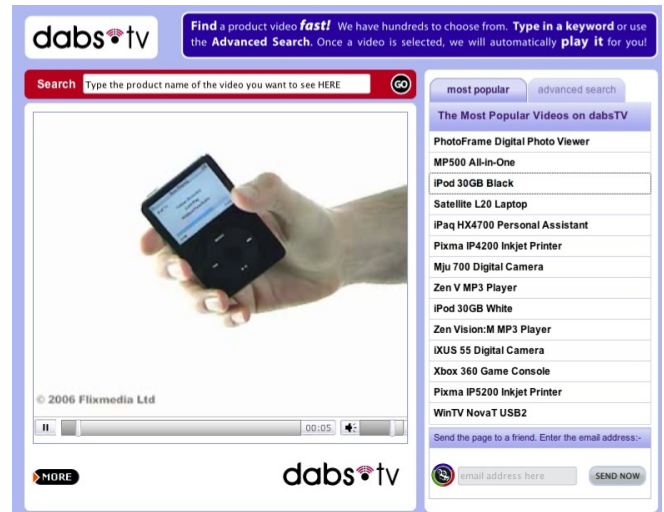 dabs tv
Find a product video fast! We have hundreds to choose from. Type in a keyword or use
the Advanced Search. Once a video is selected, we will automatically play it for you!
Search Type the product name of the video you want to see HERE GO
most popular advanced search
The Most Popular Videos on dabsTV
PhotoFrame Digital Photo Viewer
MP500 All-in-One
iPod 30GB Black
Satellite L20 Laptop
iPaq HX4700 Personal Assistant
Pixma IP4200 Inkjet Printer
Mju 700 Digital Camera
Zen V MP3 Player
iPod 30GB White
Zen Vision:M MP3 Player
iXUS 55 Digital Camera
Xbox 360 Game Console
Pixma IP5200 Inkjet Printer
WinTV NovaT USB2
Send the page to a friend. Enter the email address:-
email address here SEND NOW
© 2006 Flixmedia Ltd
00:05
MORE
dabs tv